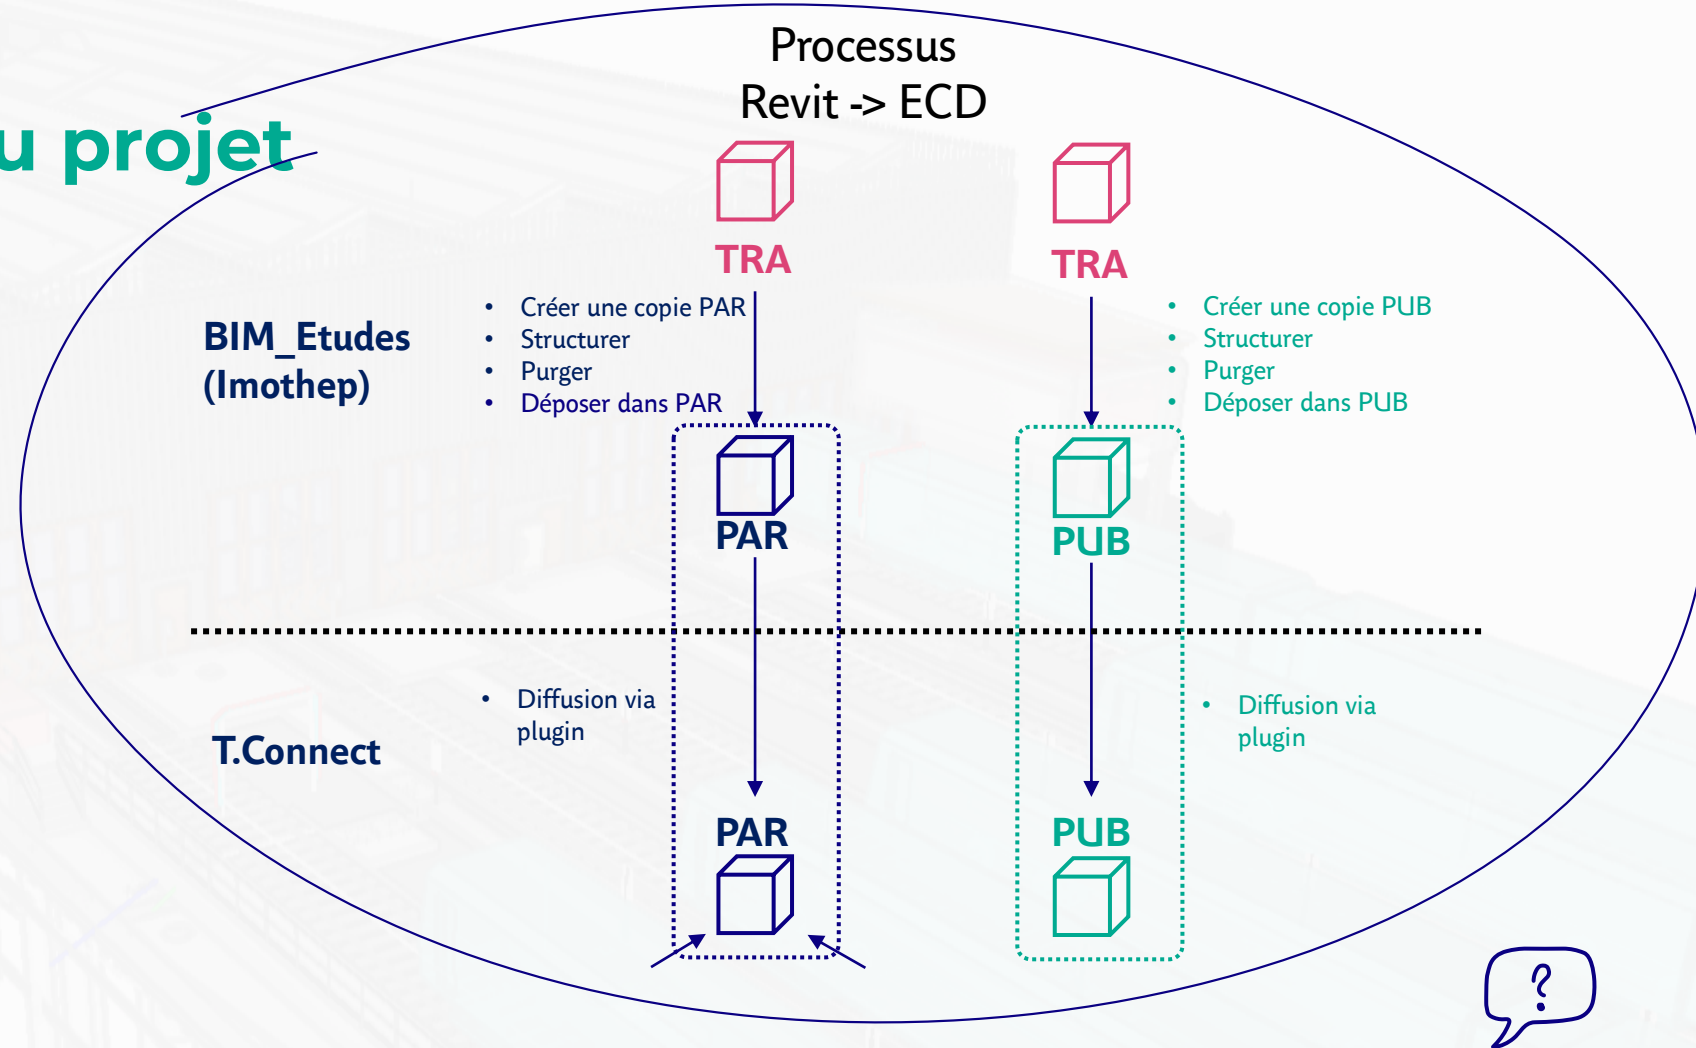 Processus
Revit -> ECD
u projet
TRA
TRA
BIM_Etudes
(Imothep)
• Créer une copie PAR
• Structurer
• Purger
• Déposer dans PAR
• Créer une copie PUB
• Structurer
• Purger
• Déposer dans PUB
PAR
PUB
T.Connect
• Diffusion via
plugin
• Diffusion via
plugin
PAR
PUB
?